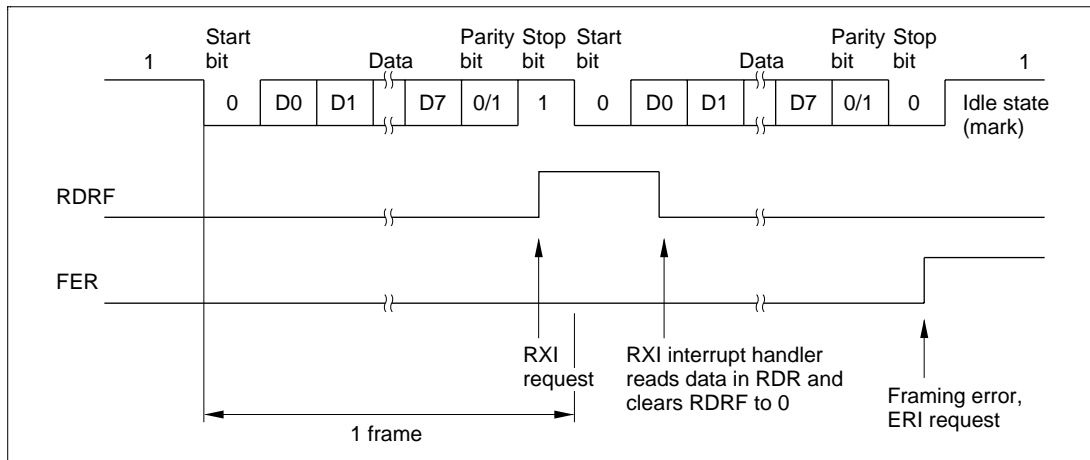 1
Start bit
Data
Parity bit
Stop bit
Start bit
Data
Parity bit
Stop bit
1
0 D0 D1 D7 0/1 1 0 D0 D1 D7 0/1 0
Idle state
(mark)
RDRF
FER
RXI
request
RXI interrupt handler
reads data in RDR and
clears RDRF to 0
Framing error,
ERI request
1 frame